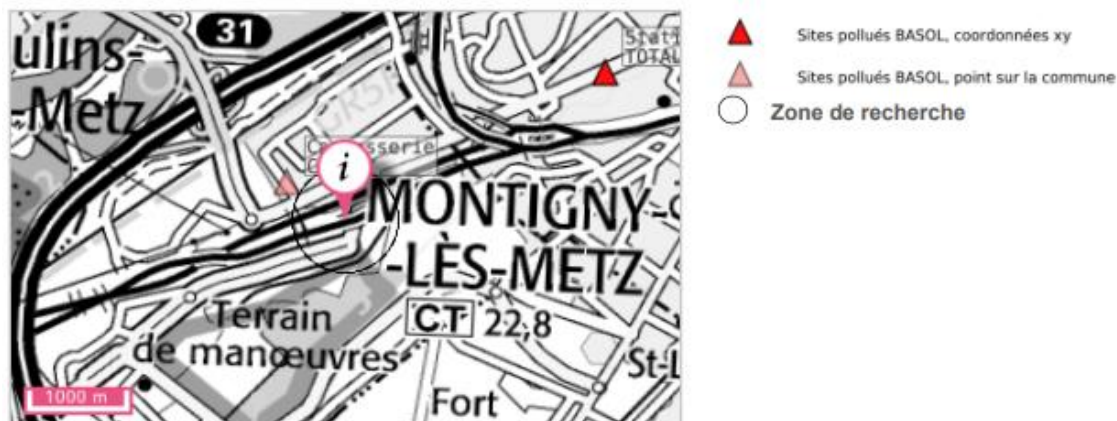 31
ulins-
-Metz
Stati
TOTAL
i
MONTIGNY-
-LÈS-METZ
CT 22,8
Terrain
de manœuvres
St-L
Fort
1000 m
Sites pollués BASOL, coordonnées xy
Sites pollués BASOL, point sur la commune
Zone de recherche